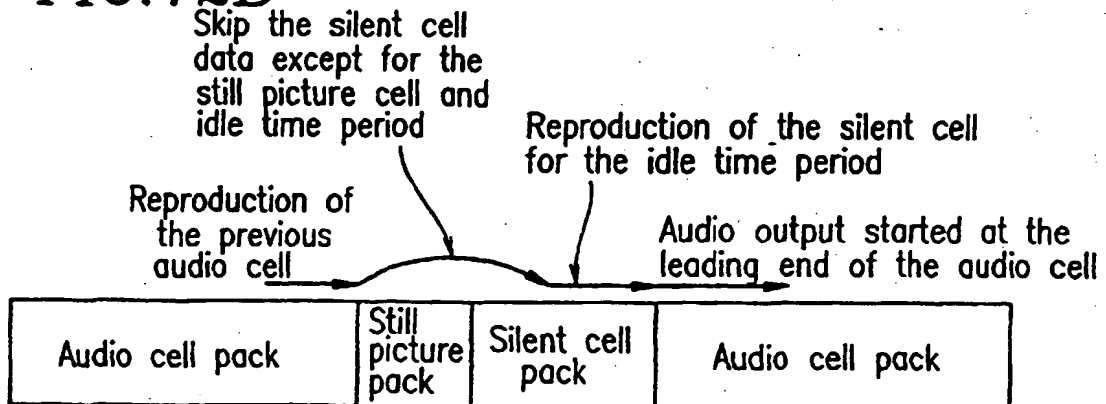 Skip the silent cell
data except for the
still picture cell and
idle time period
Reproduction of the silent cell
for the idle time period
Reproduction of
the previous
audio cell
Audio output started at the
leading end of the audio cell
Audio cell pack
Still
picture
pack
Silent cell
pack
Audio cell pack